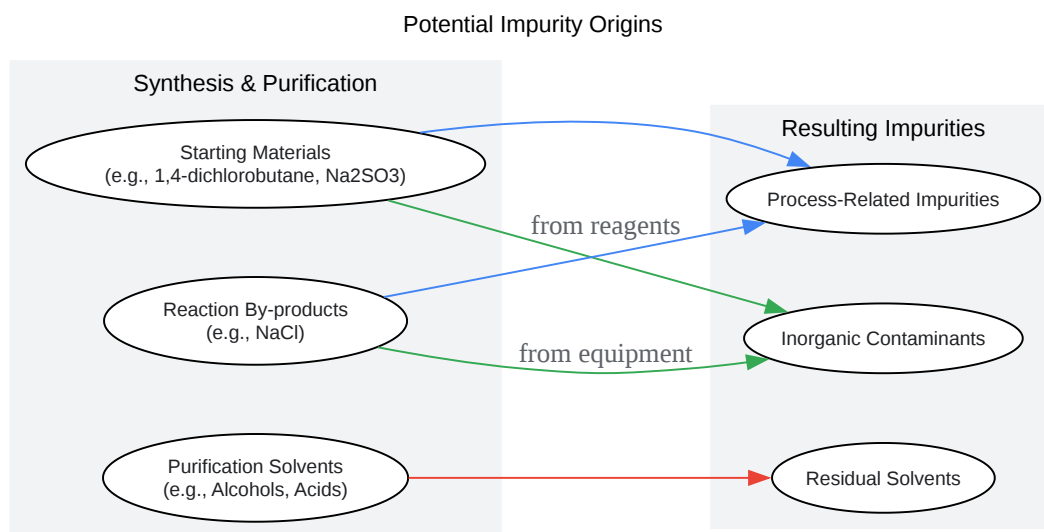 Potential Impurity Origins
Synthesis & Purification
Starting Materials
(e.g., 1,4-dichlorobutane, Na2SO3)
Reaction By-products
(e.g., NaCl)
Purification Solvents
(e.g., Alcohols, Acids)
from reagents
from equipment
Resulting Impurities
Process-Related Impurities
Inorganic Contaminants
Residual Solvents